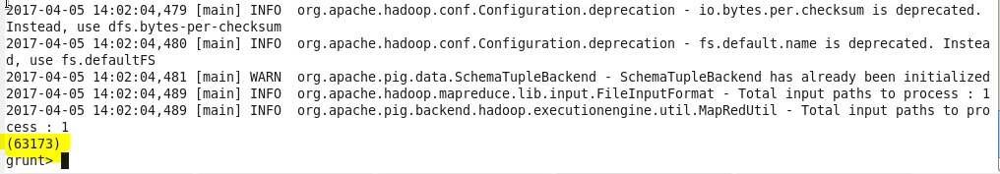 2017-04-05 14:02:04,479 [main] INFO  org.apache.hadoop.conf.Configuration.deprecation - io.bytes.per.checksum is deprecated.
Instead, use dfs.bytes-per-checksum
2017-04-05 14:02:04,480 [main] INFO  org.apache.hadoop.conf.Configuration.deprecation - fs.default.name is deprecated. Instea
d, use fs.defaultFS
2017-04-05 14:02:04,481 [main] WARN  org.apache.pig.data.SchemaTupleBackend - SchemaTupleBackend has already been initialized
2017-04-05 14:02:04,489 [main] INFO  org.apache.hadoop.mapreduce.lib.input.FileInputFormat - Total input paths to process : 1
2017-04-05 14:02:04,489 [main] INFO  org.apache.pig.backend.hadoop.executionengine.util.MapRedUtil - Total input paths to pro
cess : 1
(63173)
grunt>